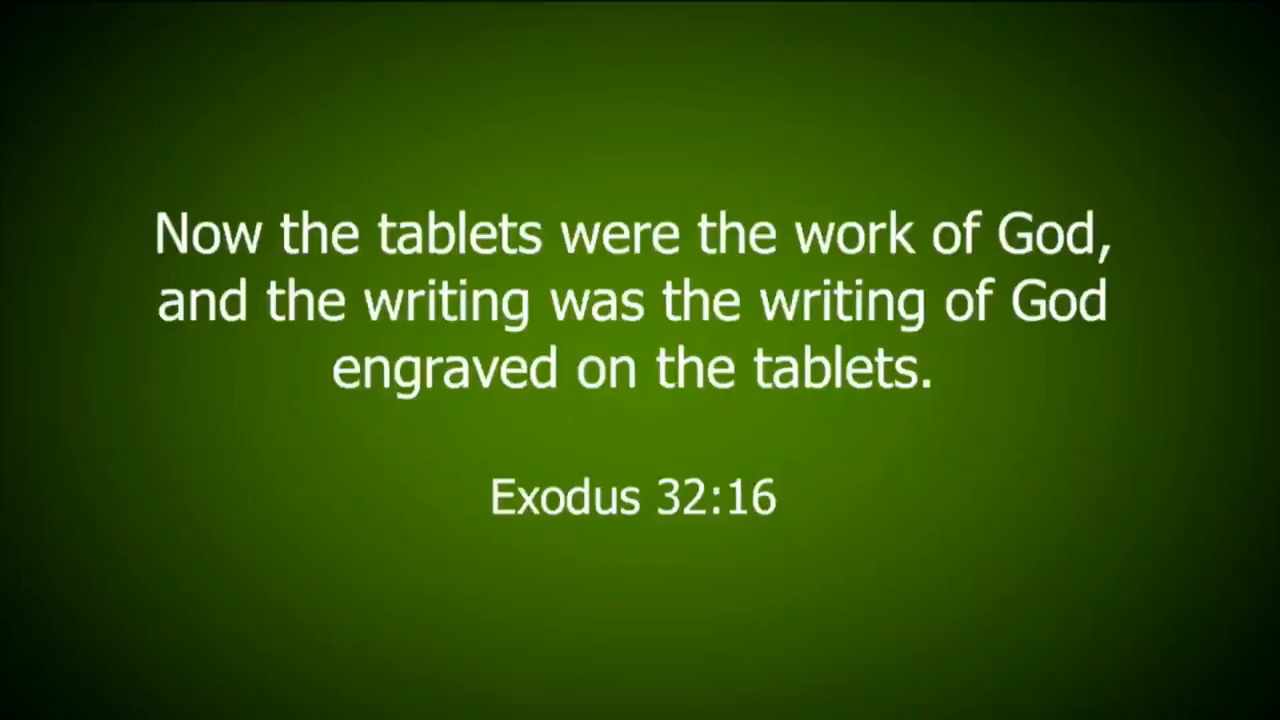 Now the tablets were the work of God,
and the writing was the writing of God
engraved on the tablets.
Exodus 32:16